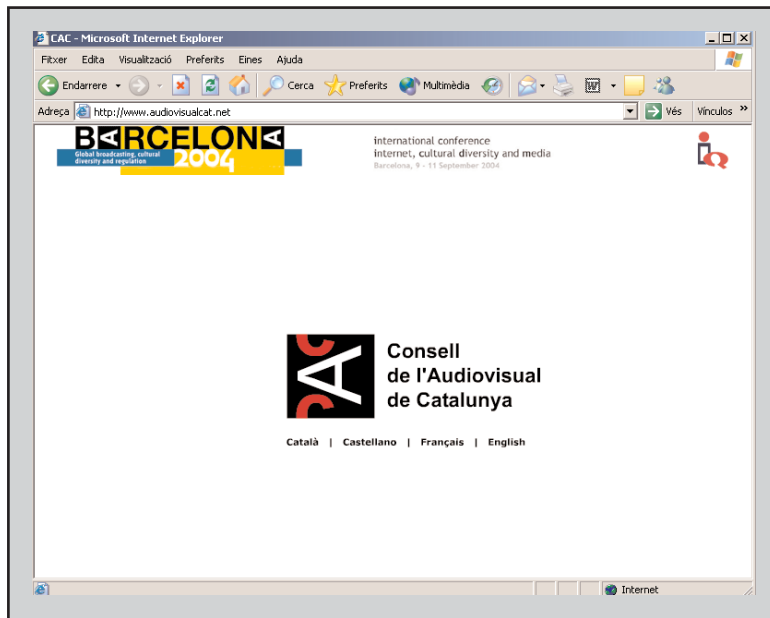 CAC - Microsoft Internet Explorer
Fitxer Edita Visualització Preferits Eines Ajuda
Endarrere Cerca Preferits Multimèdia
Adreça http://www.audiovisualcat.net Vés Vínculos »
BARCELONA
Global broadcasting, cultural
diversity and regulation
2004
international conference
internet, cultural diversity and media
Barcelona, 9 - 11 September 2004
CAC
Consell
de l'Audiovisual
de Catalunya
Català | Castellano | Français | English
Internet